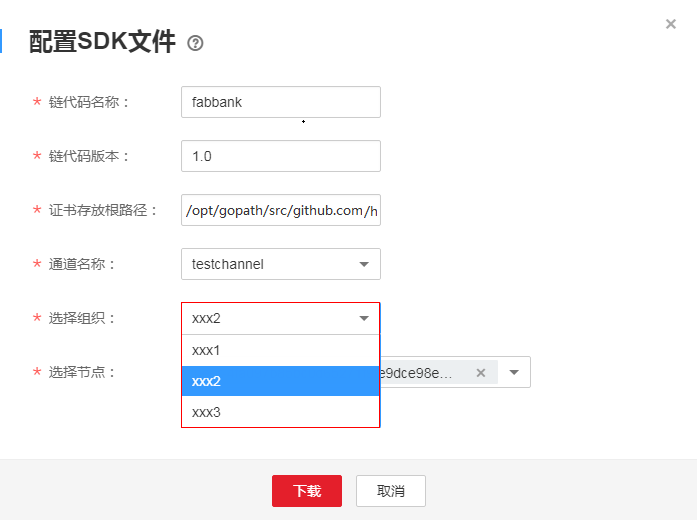 配置SDK文件 ?
×
* 链代码名称： fabbank
* 链代码版本： 1.0
* 证书存放根路径： /opt/gopath/src/github.com/h
* 通道名称： testchannel
* 选择组织： xxx2
xxx1
* 选择节点： e9dce98e... ×
xxx2
xxx3
下载 取消